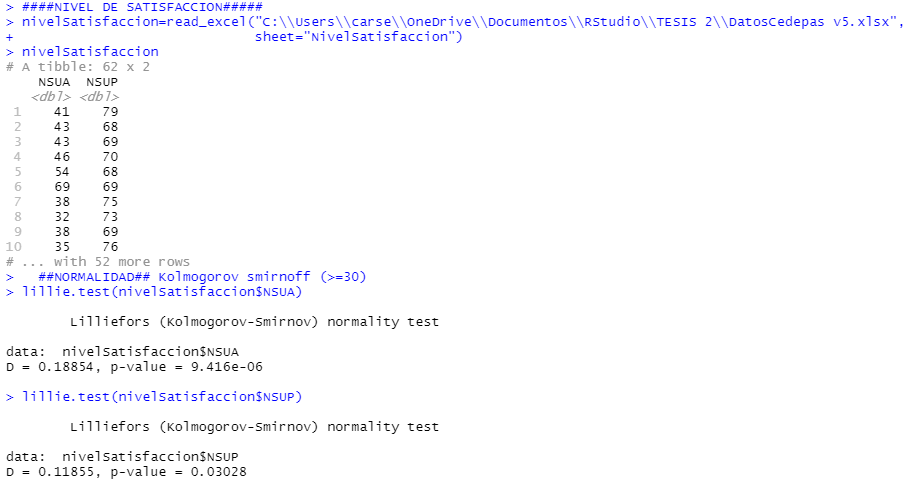 > ####NIVEL DE SATISFACCION#####
> nivelSatisfaccion=read_excel("C:\\Users\\carse\\OneDrive\\Documentos\\RStudio\\TESIS 2\\DatosCedepas v5.xlsx",
+                              sheet="NivelSatisfaccion")
> nivelSatisfaccion
# A tibble: 62 x 2
    NSUA  NSUP
   <dbl> <dbl>
 1    41    79
 2    43    68
 3    43    69
 4    46    70
 5    54    68
 6    69    69
 7    38    75
 8    32    73
 9    38    69
10    35    76
# ... with 52 more rows
>   ##NORMALIDAD## Kolmogorov smirnoff (>=30)
> lillie.test(nivelSatisfaccion$NSUA)
        Lilliefors (Kolmogorov-Smirnov) normality test
data:  nivelSatisfaccion$NSUA
D = 0.18854, p-value = 9.416e-06
> lillie.test(nivelSatisfaccion$NSUP)
        Lilliefors (Kolmogorov-Smirnov) normality test
data:  nivelSatisfaccion$NSUP
D = 0.11855, p-value = 0.03028